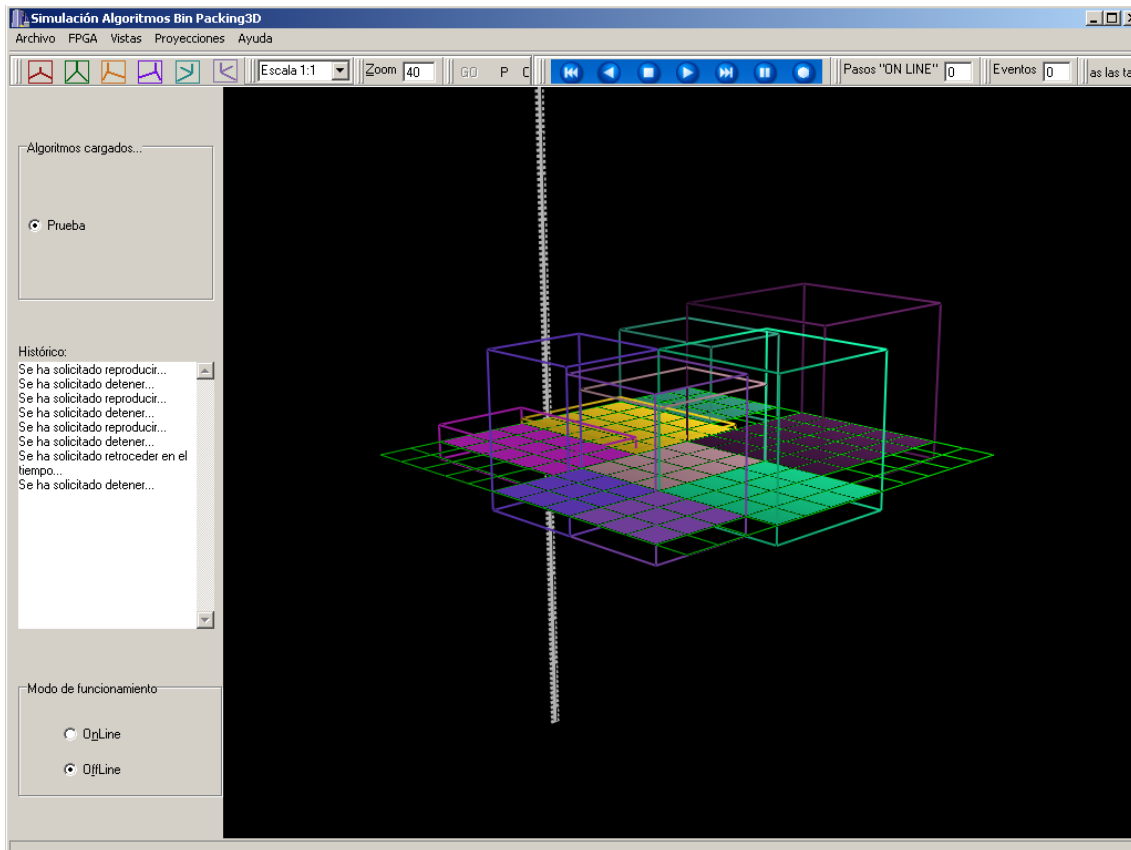 Simulación Algoritmos Bin Packing3D
Archivo FPGA Vistas Proyecciones Ayuda
Escala 1:1 Zoom 40 GO P Pasos "ON LINE" 0 Eventos 0 as las ta
Algoritmos cargados...
Prueba
Histórico:
Se ha solicitado reproducir...
Se ha solicitado detener...
Se ha solicitado reproducir...
Se ha solicitado detener...
Se ha solicitado reproducir...
Se ha solicitado detener...
Se ha solicitado retroceder en el
tiempo...
Se ha solicitado detener...
Modo de funcionamiento
OnLine
OffLine